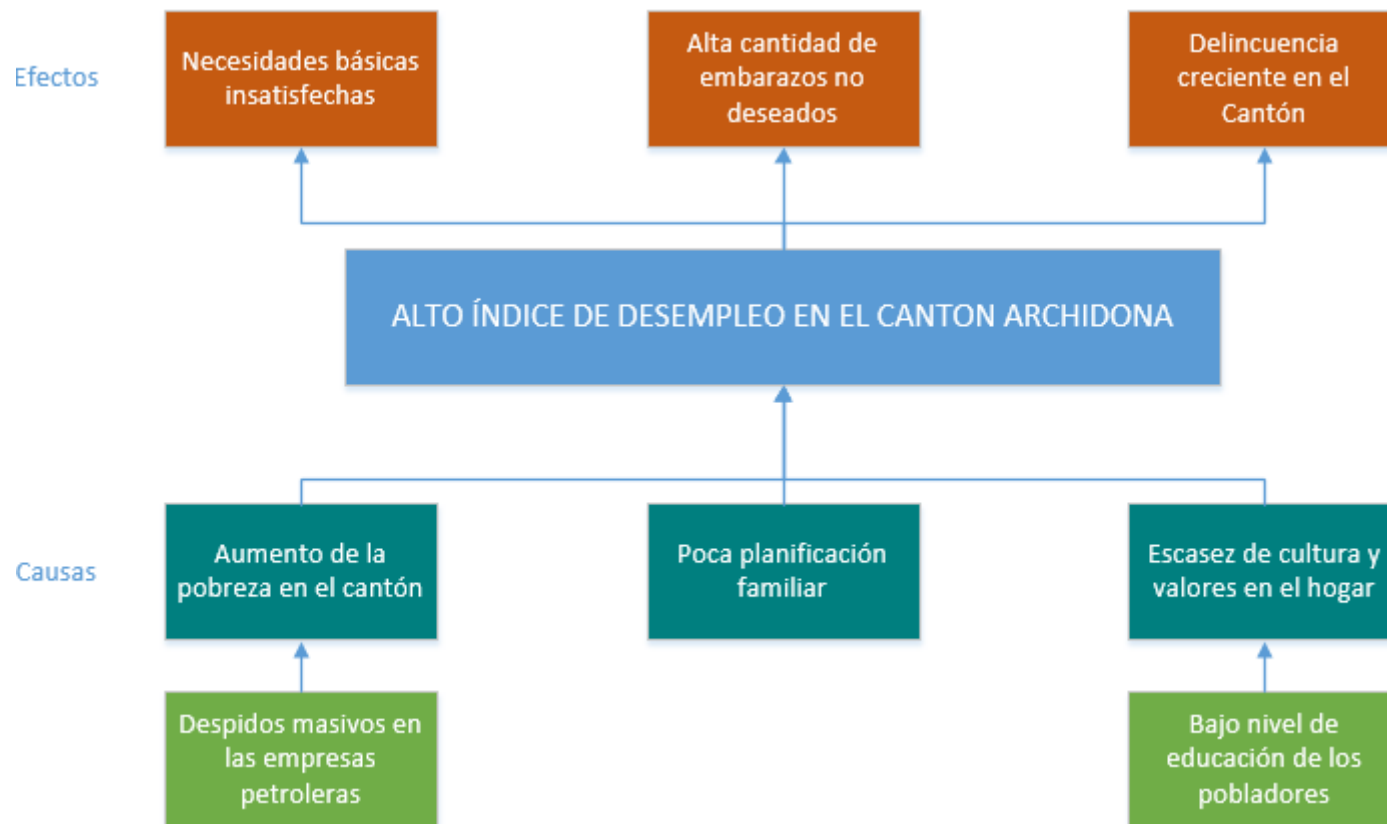 Efectos
Necesidades básicas
insatisfechas
Alta cantidad de
embarazos no
deseados
Delincuencia
creciente en el
Cantón
ALTO ÍNDICE DE DESEMPLEO EN EL CANTON ARCHIDONA
Causas
Aumento de la
pobreza en el cantón
Poca planificación
familiar
Escasez de cultura y
valores en el hogar
Despidos masivos en
las empresas
petroleras
Bajo nivel de
educación de los
pobladores